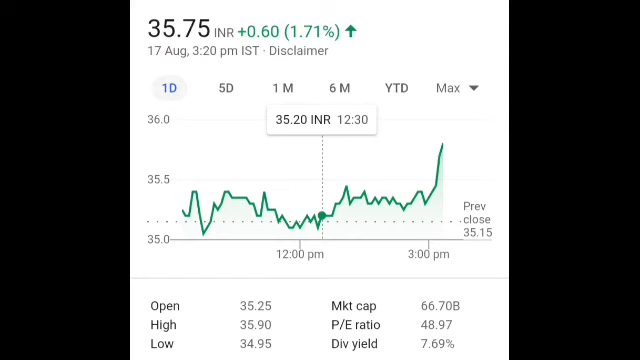 35.75 INR +0.60 (1.71%)
17 Aug, 3:20 pm IST · Disclaimer
1D 5D 1 M 6 M YTD Max
35.20 INR 12:30
36.0
35.5
35.0
Prev
close
35.15
12:00 pm 3:00 pm
Open 35.25 Mkt cap 66.70B
High 35.90 P/E ratio 48.97
Low 34.95 Div yield 7.69%